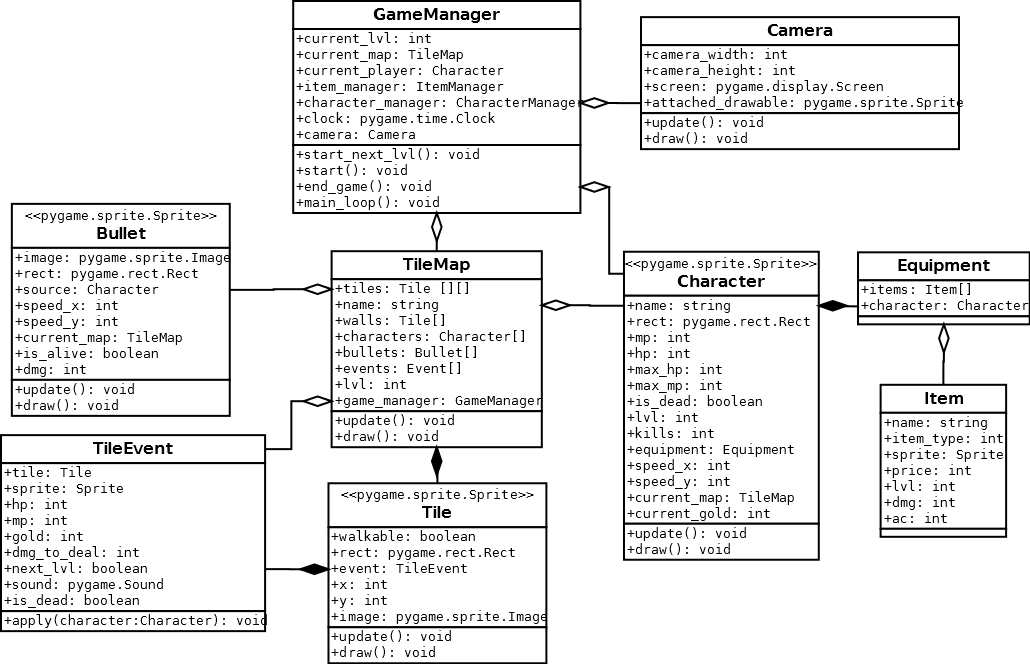 GameManager
+current_lvl: int
+current_map: TileMap
+current_player: Character
+item_manager: ItemManager
+character_manager: CharacterManager
+clock: pygame.time.Clock
+camera: Camera
+start_next_lvl(): void
+start(): void
+end_game(): void
+main_loop(): void
Camera
+camera_width: int
+camera_height: int
+screen: pygame.display.Screen
+attached_drawable: pygame.sprite.Sprite
+update(): void
+draw(): void
<<pygame.sprite.Sprite>>
Bullet
+image: pygame.sprite.Image
+rect: pygame.rect.Rect
+source: Character
+speed_x: int
+speed_y: int
+current_map: TileMap
+is_alive: boolean
+dmg: int
+update(): void
+draw(): void
TileMap
+tiles: Tile [][]
+name: string
+walls: Tile[]
+characters: Character[]
+bullets: Bullet[]
+events: Event[]
+lvl: int
+game_manager: GameManager
+update(): void
+draw(): void
<<pygame.sprite.Sprite>>
Character
+name: string
+rect: pygame.rect.Rect
+mp: int
+hp: int
+max_hp: int
+max_mp: int
+is_dead: boolean
+lvl: int
+kills: int
+equipment: Equipment
+speed_x: int
+speed_y: int
+current_map: TileMap
+current_gold: int
+update(): void
+draw(): void
Equipment
+items: Item[]
+character: Character
Item
+name: string
+item_type: int
+sprite: Sprite
+price: int
+lvl: int
+dmg: int
+ac: int
TileEvent
+tile: Tile
+sprite: Sprite
+hp: int
+mp: int
+gold: int
+dmg_to_deal: int
+next_lvl: boolean
+sound: pygame.Sound
+is_dead: boolean
+apply(character:Character): void
<<pygame.sprite.Sprite>>
Tile
+walkable: boolean
+rect: pygame.rect.Rect
+event: TileEvent
+x: int
+y: int
+image: pygame.sprite.Image
+update(): void
+draw(): void